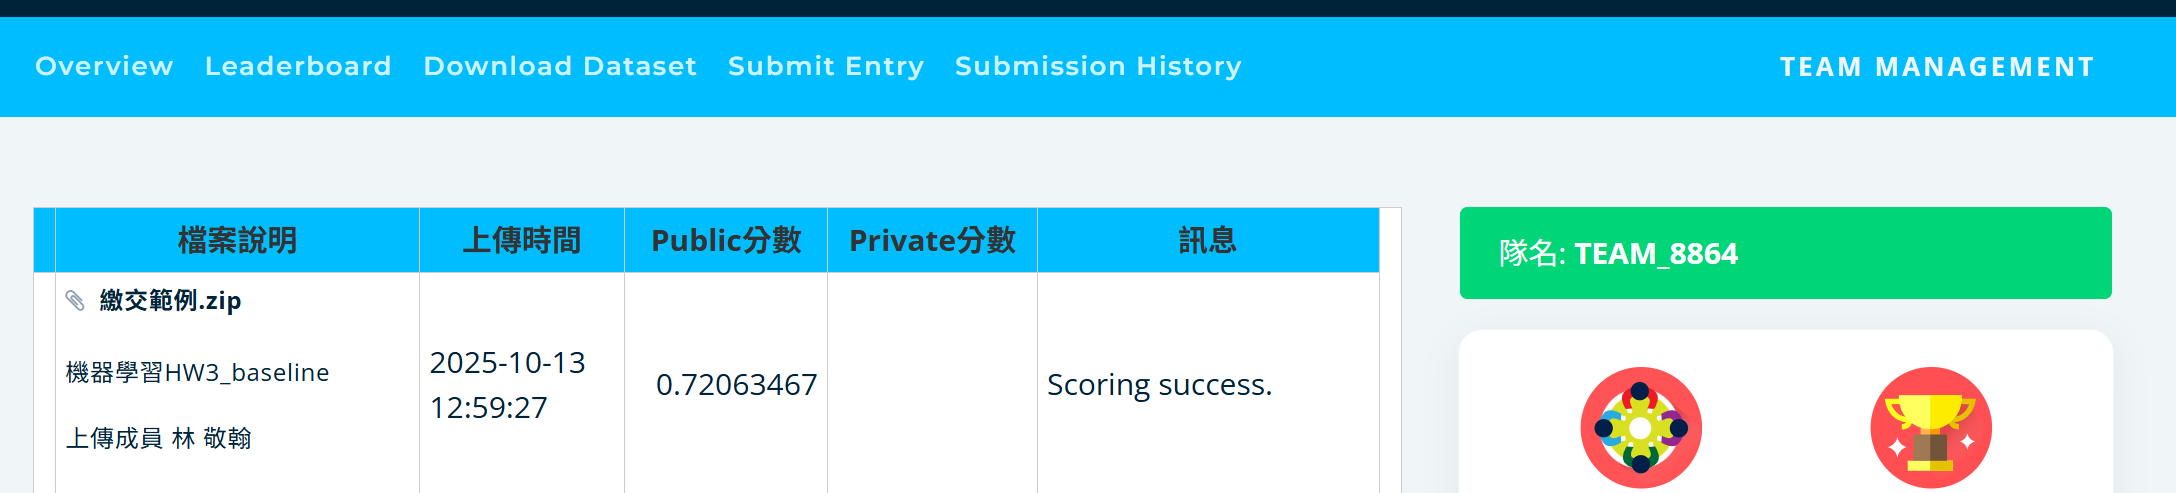 Overview Leaderboard Download Dataset Submit Entry Submission History TEAM MANAGEMENT
檔案說明 上傳時間 Public分數 Private分數 訊息
隊名: TEAM_8864
繳交範例.zip
機器學習HW3_baseline
上傳成員 林 敬翰
2025-10-13
12:59:27
0.72063467
Scoring success.